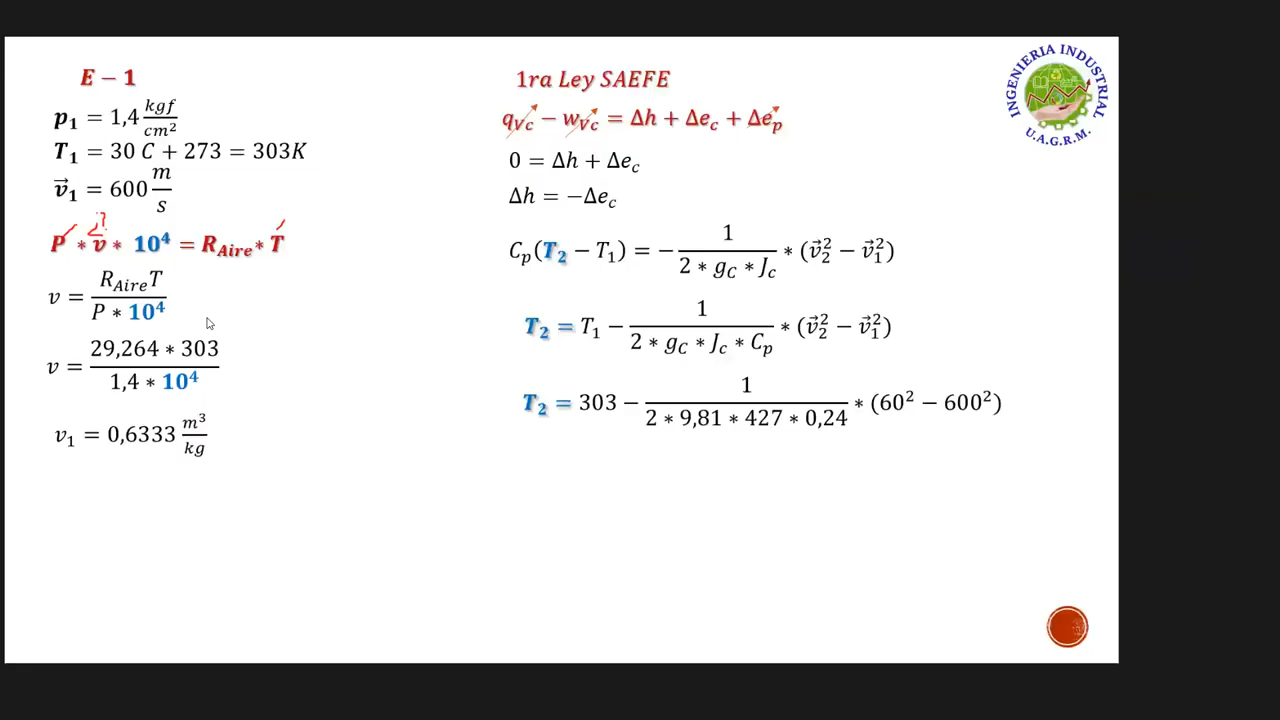 E − 1
p₁ = 1,4 kgf/cm²
T₁ = 30 C + 273 = 303K
v⃗₁ = 600 m/s
¿?
P * v * 10⁴ = R_Aire * T
v = R_Aire T / P * 10⁴
v = 29,264 * 303 / 1,4 * 10⁴
v₁ = 0,6333 m³/kg
1ra Ley SAEFE
q_Vc − w_Vc = Δh + Δe_c + Δe_p
0 = Δh + Δe_c
Δh = −Δe_c
C_p(T₂ − T₁) = − 1 / 2 * g_C * J_c * (v⃗₂² − v⃗₁²)
T₂ = T₁ − 1 / 2 * g_C * J_c * C_p * (v⃗₂² − v⃗₁²)
T₂ = 303 − 1 / 2 * 9,81 * 427 * 0,24 * (60² − 600²)
INGENIERIA INDUSTRIAL
U.A.G.R.M.